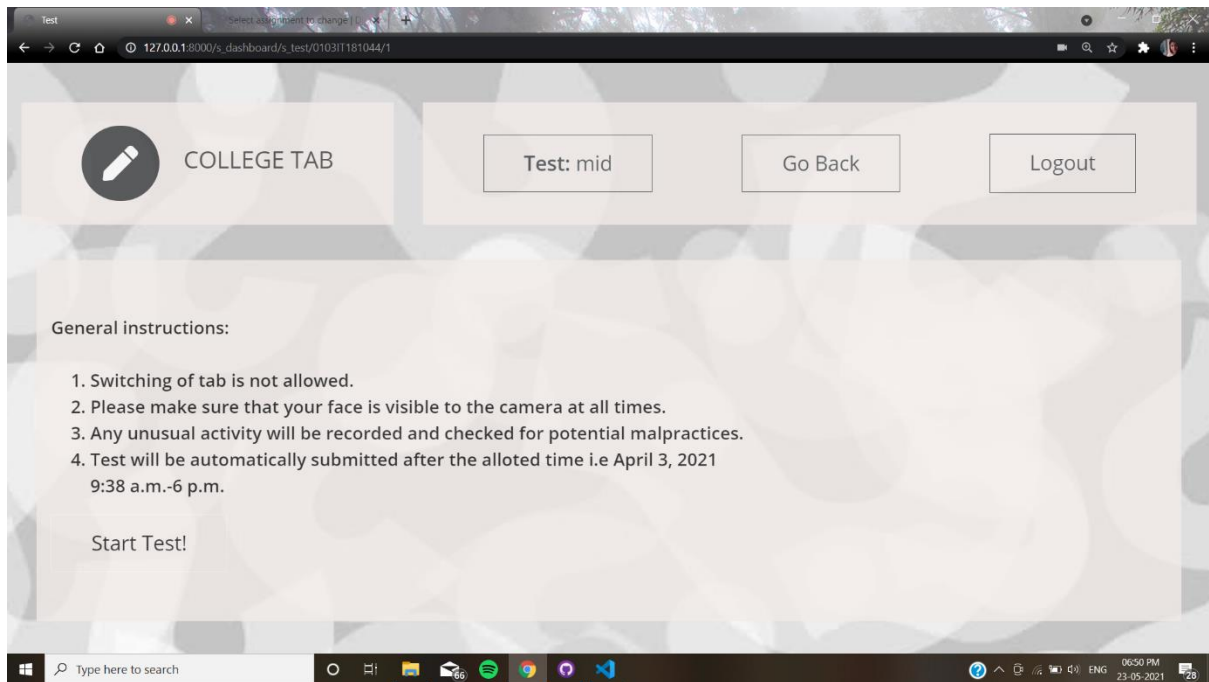 Test
Select assignment to change | D
127.0.0.1:8000/s_dashboard/s_test/0103IT181044/1
COLLEGE TAB
Test: mid
Go Back
Logout
General instructions:
1. Switching of tab is not allowed.
2. Please make sure that your face is visible to the camera at all times.
3. Any unusual activity will be recorded and checked for potential malpractices.
4. Test will be automatically submitted after the alloted time i.e April 3, 2021
9:38 a.m.-6 p.m.
Start Test!
Type here to search
66
ENG
06:50 PM
23-05-2021
28